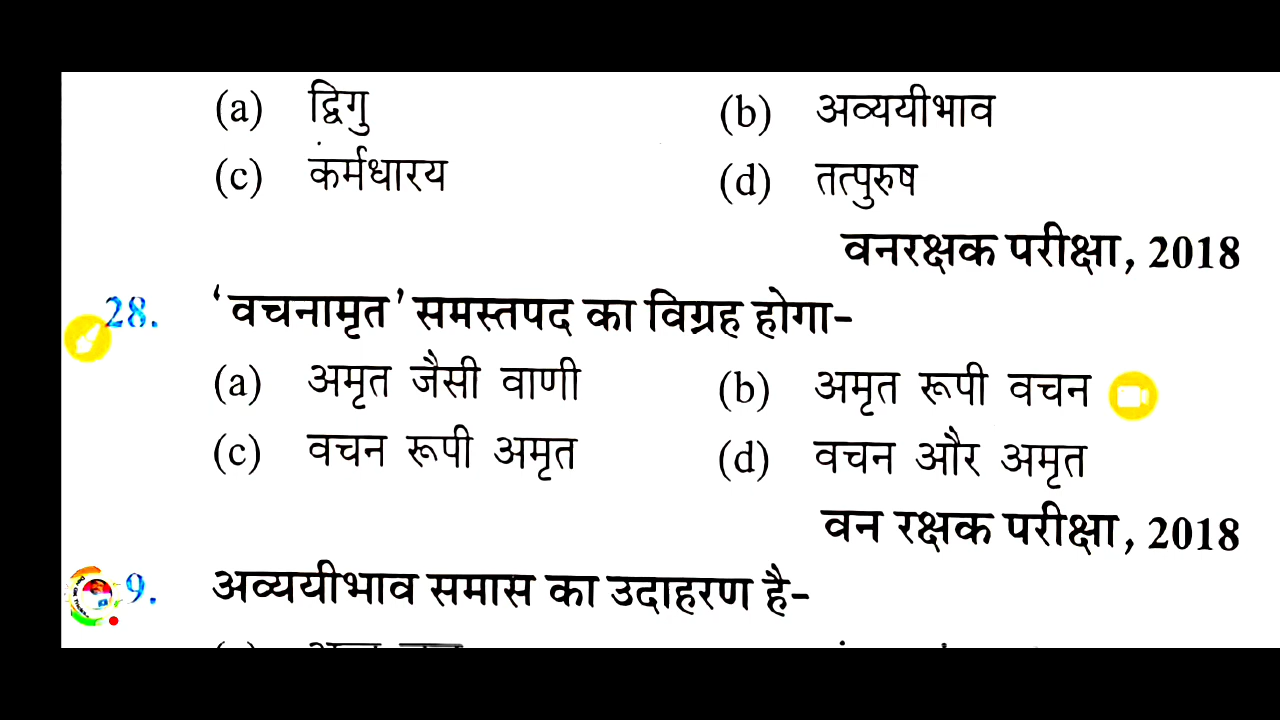 (a) द्विगु (b) अव्ययीभाव
(c) कर्मधारय (d) तत्पुरुष
वनरक्षक परीक्षा, 2018
28. 'वचनामृत' समस्तपद का विग्रह होगा-
(a) अमृत जैसी वाणी (b) अमृत रूपी वचन
(c) वचन रूपी अमृत (d) वचन और अमृत
वन रक्षक परीक्षा, 2018
9. अव्ययीभाव समास का उदाहरण है-